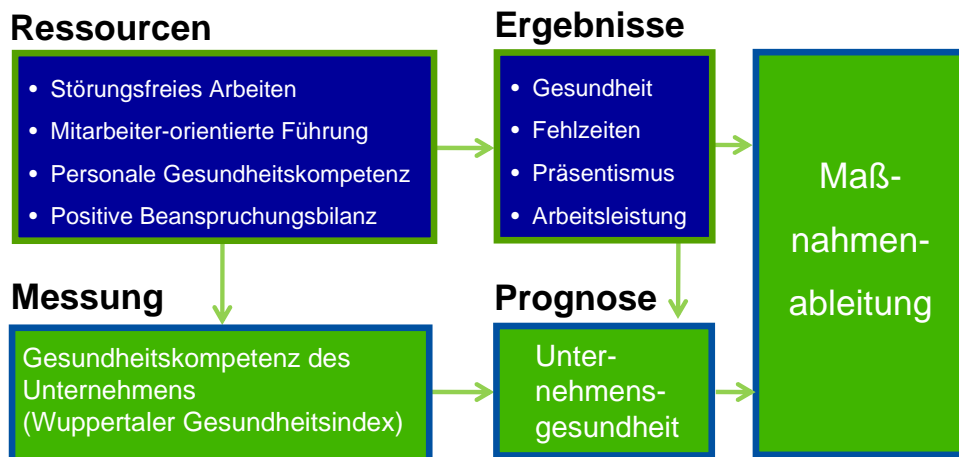 Ressourcen
• Störungsfreies Arbeiten
• Mitarbeiter-orientierte Führung
• Personale Gesundheitskompetenz
• Positive Beanspruchungsbilanz
Ergebnisse
• Gesundheit
• Fehlzeiten
• Präsentismus
• Arbeitsleistung
Maß-
nahmen-
ableitung
Messung
Gesundheitskompetenz des
Unternehmens
(Wuppertaler Gesundheitsindex)
Prognose
Unter-
nehmens-
gesundheit